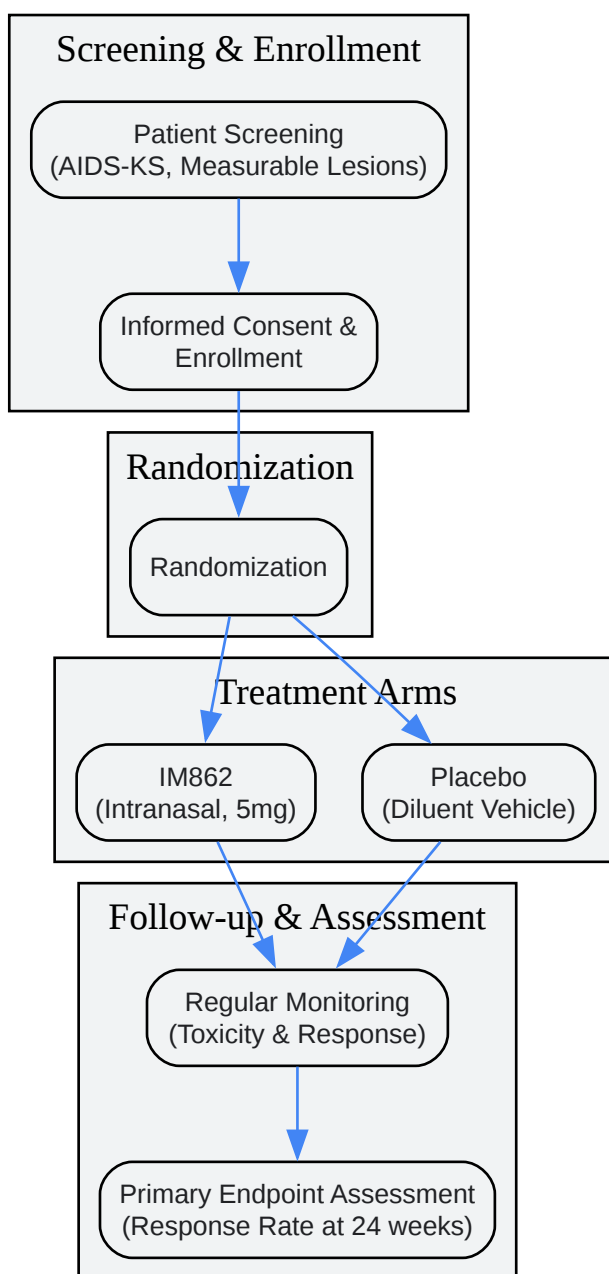 Screening & Enrollment
Patient Screening
(AIDS-KS, Measurable Lesions)
Informed Consent &
Enrollment
Randomization
Randomization
Treatment Arms
IM862
(Intranasal, 5mg)
Placebo
(Diluent Vehicle)
Follow-up & Assessment
Regular Monitoring
(Toxicity & Response)
Primary Endpoint Assessment
(Response Rate at 24 weeks)